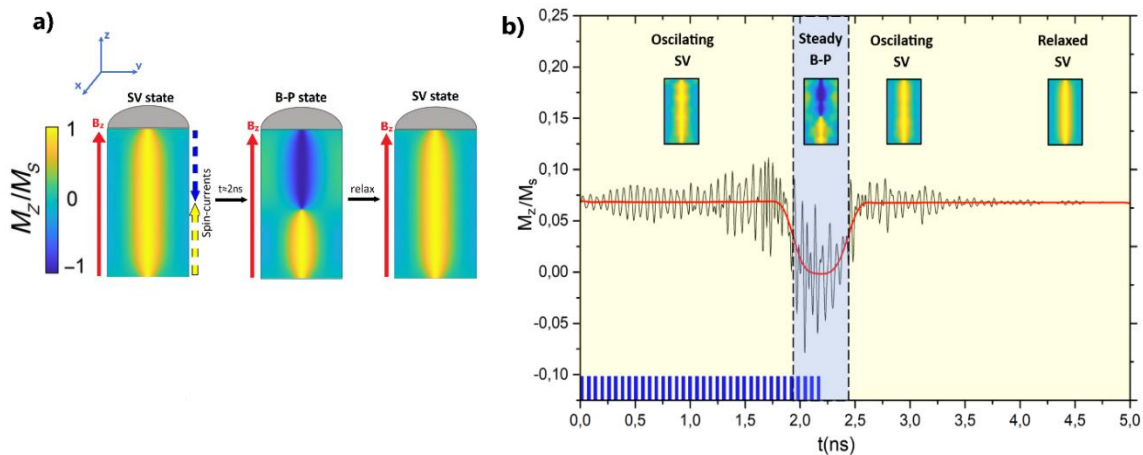 a)
z
y
x
SV state
B-P state
SV state
Bz
Bz
Bz
1
0
−1
MZ/MS
Spin-currents
t≈2ns
relax
b)
0,25
0,20
0,15
0,10
0,05
0,00
-0,05
-0,10
Mz/Ms
Oscilating
SV
Steady
B-P
Oscilating
SV
Relaxed
SV
0,0 0,5 1,0 1,5 2,0 2,5 3,0 3,5 4,0 4,5 5,0
t(ns)